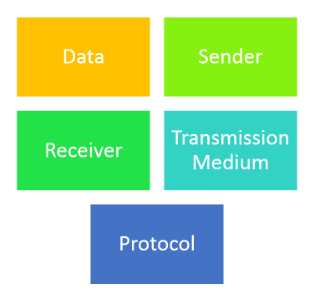 Data
Sender
Receiver
Transmission
Medium
Protocol